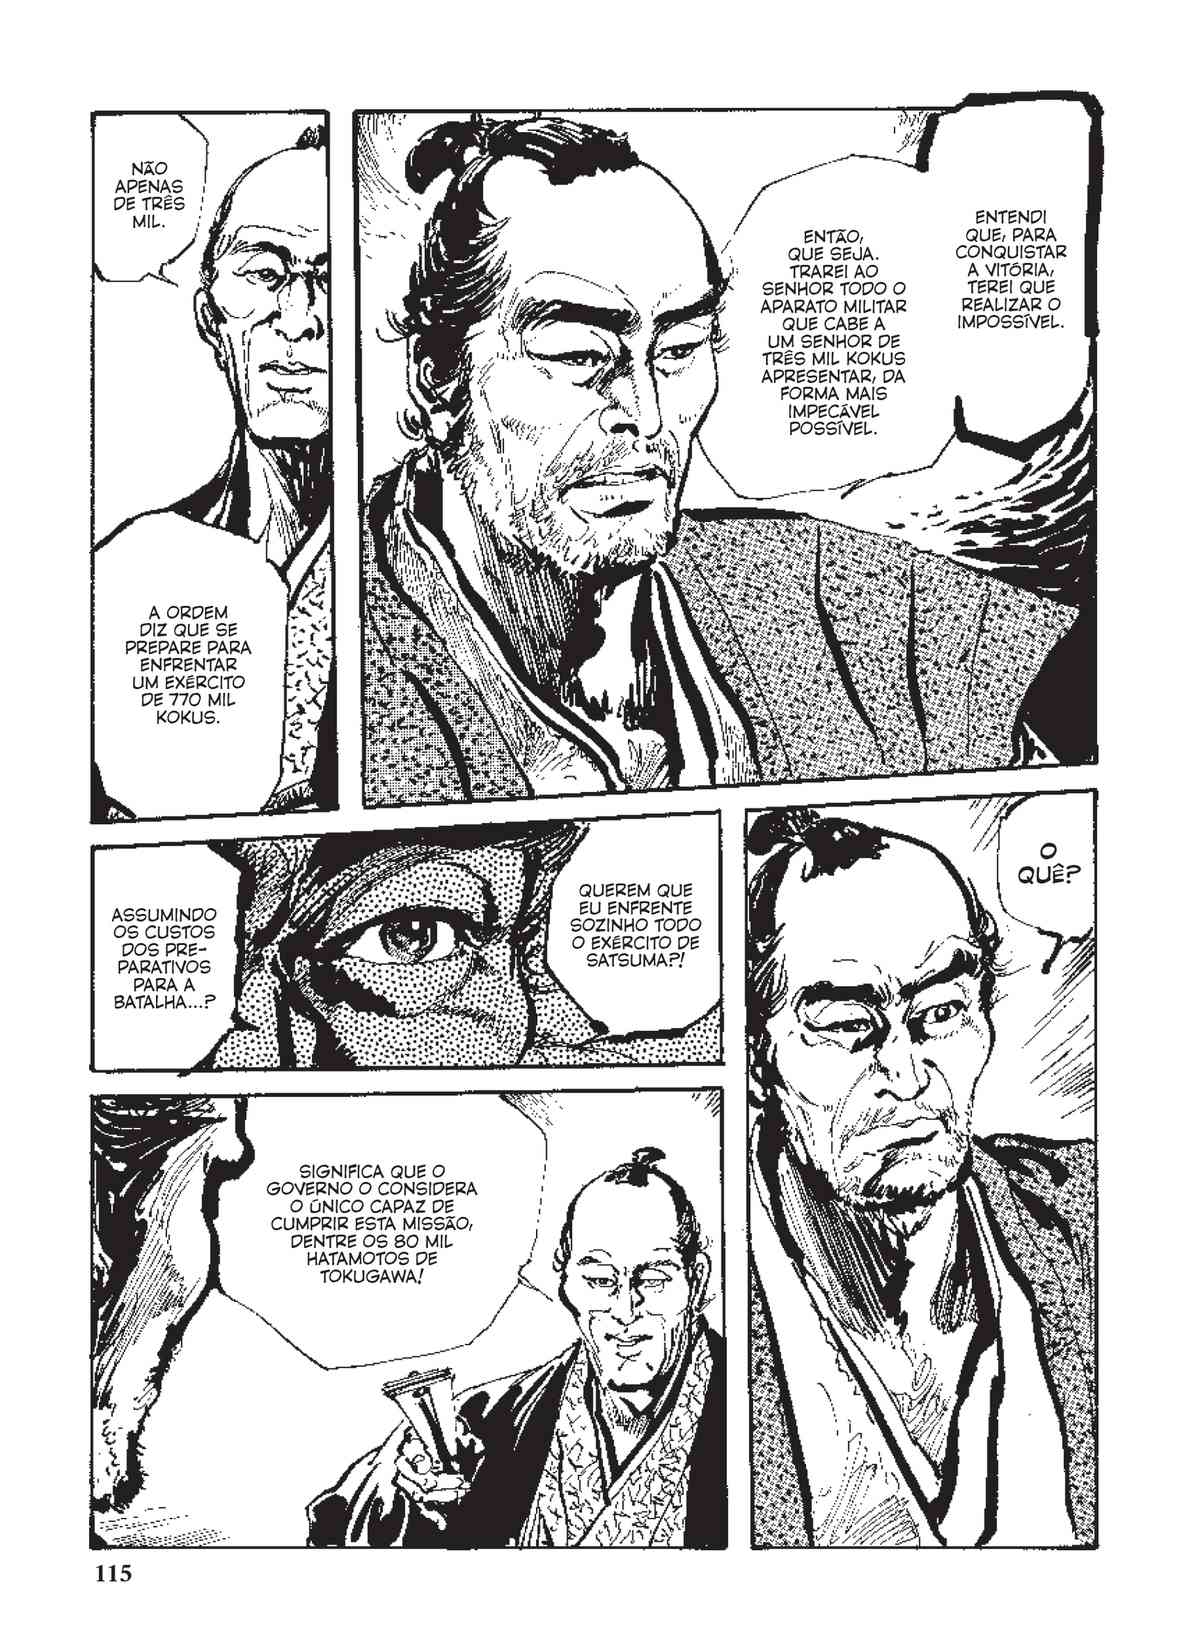 ENTENDI
QUE, PARA
CONQUISTAR
A VITÓRIA,
TEREI QUE
REALIZAR O
IMPOSSÍVEL.
ENTÃO,
QUE SEJA.
TRAREI AO
SENHOR TODO O
APARATO MILITAR
QUE CABE A
UM SENHOR DE
TRÊS MIL KOKUS
APRESENTAR, DA
FORMA MAIS
IMPECÁVEL
POSSÍVEL.
NÃO
APENAS
DE TRÊS
MIL.
A ORDEM
DIZ QUE SE
PREPARE PARA
ENFRENTAR
UM EXÉRCITO
DE 770 MIL
KOKUS.
O
QUÊ?
QUEREM QUE
EU ENFRENTE
SOZINHO TODO
O EXÉRCITO DE
SATSUMA?!
ASSUMINDO
OS CUSTOS
DOS PRE-
PARATIVOS
PARA A
BATALHA...?
SIGNIFICA QUE O
GOVERNO O CONSIDERA
O ÚNICO CAPAZ DE
CUMPRIR ESTA MISSÃO,
DENTRE OS 80 MIL
HATAMOTOS DE
TOKUGAWA!
115